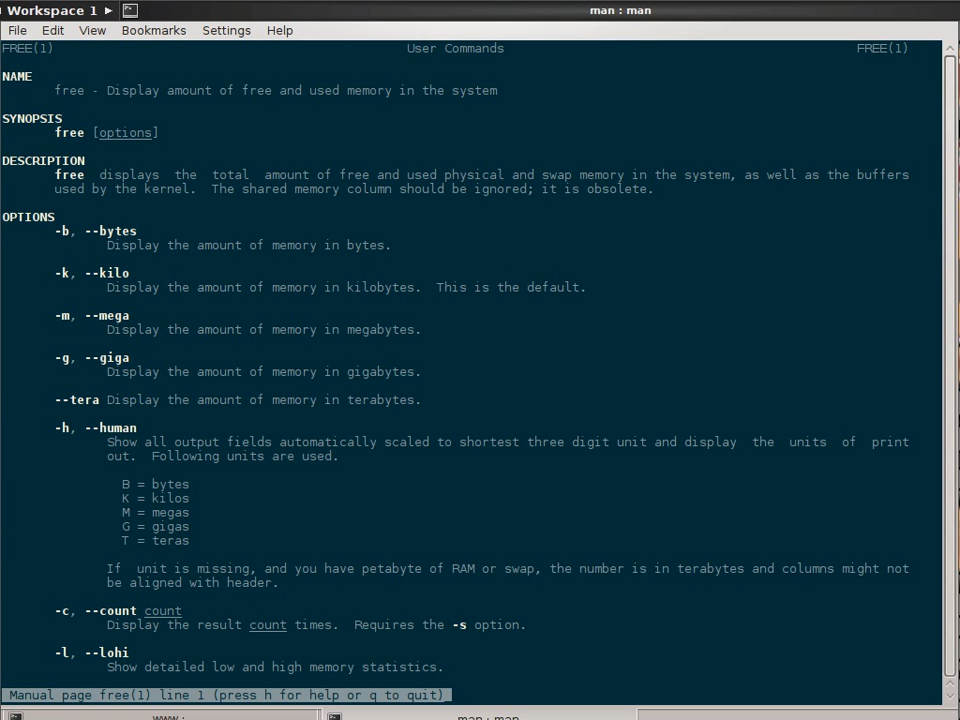 Workspace 1
man : man
File Edit View Bookmarks Settings Help
FREE(1) User Commands FREE(1)
NAME
free - Display amount of free and used memory in the system
SYNOPSIS
free [options]
DESCRIPTION
free displays the total amount of free and used physical and swap memory in the system, as well as the buffers
used by the kernel. The shared memory column should be ignored; it is obsolete.
OPTIONS
-b, --bytes
Display the amount of memory in bytes.
-k, --kilo
Display the amount of memory in kilobytes. This is the default.
-m, --mega
Display the amount of memory in megabytes.
-g, --giga
Display the amount of memory in gigabytes.
--tera Display the amount of memory in terabytes.
-h, --human
Show all output fields automatically scaled to shortest three digit unit and display the units of print
out. Following units are used.
B = bytes
K = kilos
M = megas
G = gigas
T = teras
If unit is missing, and you have petabyte of RAM or swap, the number is in terabytes and columns might not
be aligned with header.
-c, --count count
Display the result count times. Requires the -s option.
-l, --lohi
Show detailed low and high memory statistics.
Manual page free(1) line 1 (press h for help or q to quit)
www :
man : man